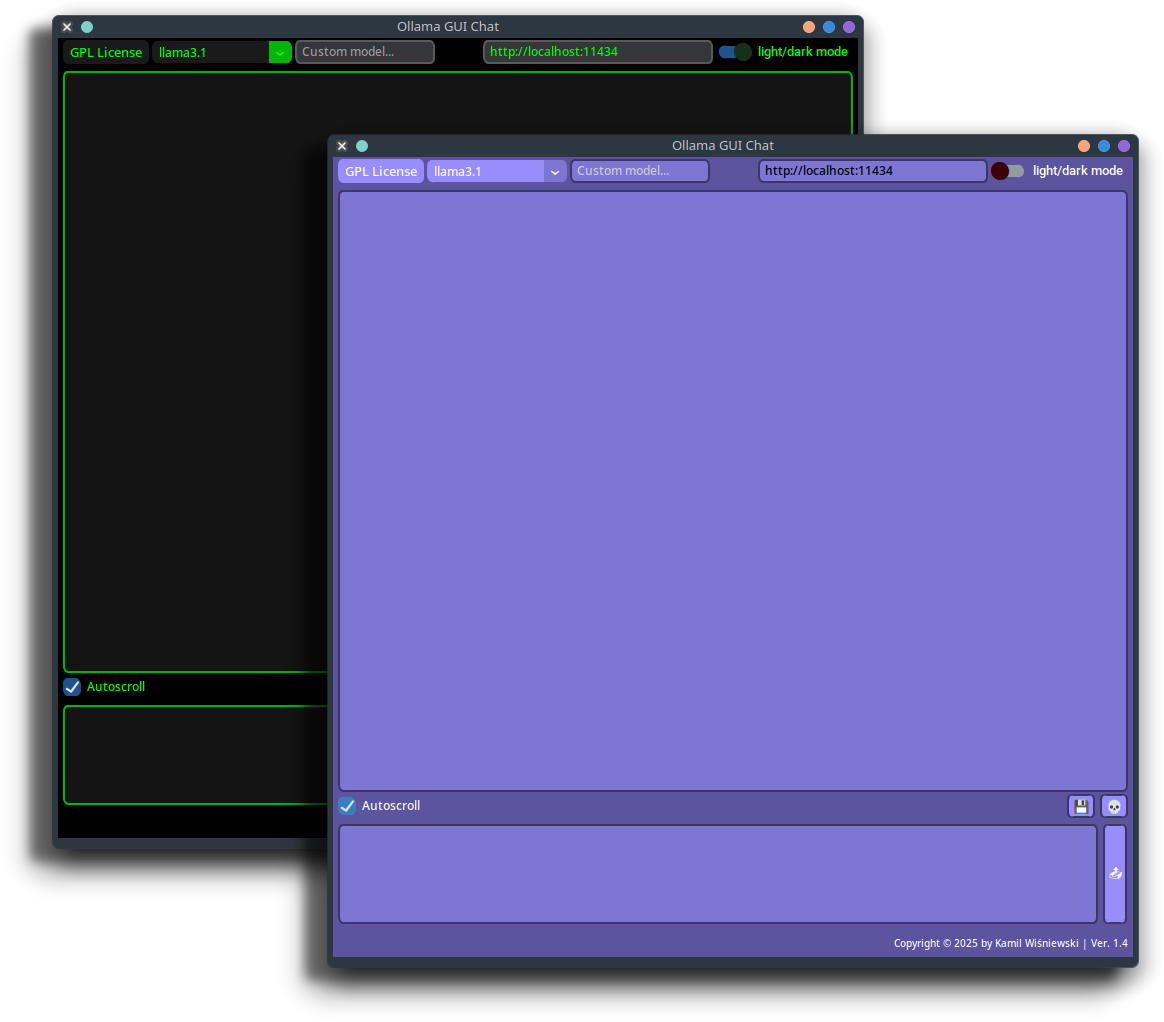 Ollama GUI Chat
GPL License llama3.1 Custom model... http://localhost:11434 light/dark mode
Autoscroll
Ollama GUI Chat
GPL License llama3.1 Custom model... http://localhost:11434 light/dark mode
Autoscroll
Copyright © 2025 by Kamil Wiśniewski | Ver. 1.4